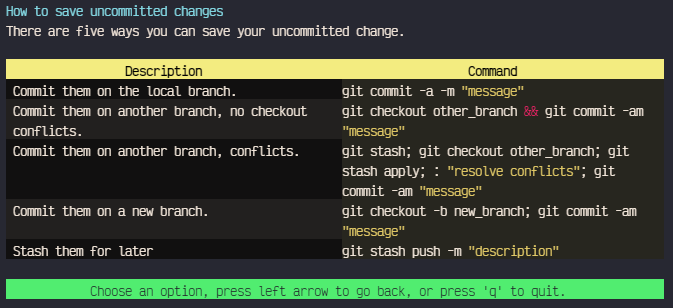 How to save uncommitted changes
There are five ways you can save your uncommitted change.
Description Command
Commit them on the local branch. git commit -a -m "message"
Commit them on another branch, no checkout git checkout other_branch && git commit -am
conflicts. "message"
Commit them on another branch, conflicts. git stash; git checkout other_branch; git
stash apply; : "resolve conflicts"; git
commit -am "message"
Commit them on a new branch. git checkout -b new_branch; git commit -am
"message"
Stash them for later git stash push -m "description"
Choose an option, press left arrow to go back, or press 'q' to quit.